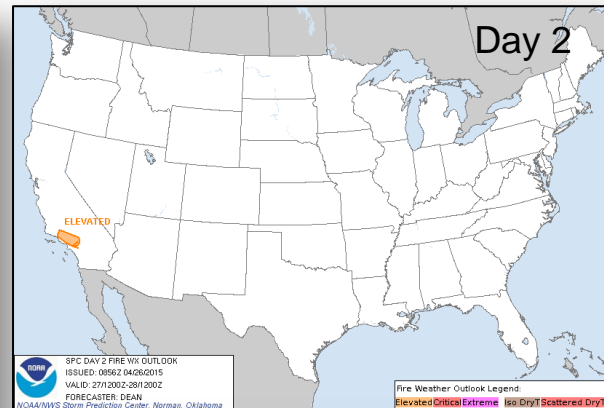 Day 2
ELEVATED
SPC DAY 2 FIRE WX OUTLOOK
ISSUED: 0856Z 04/26/2015
VALID: 27/1200Z-28/1200Z
FORECASTER: DEAN
NOAA/NWS Storm Prediction Center, Norman, Oklahoma
NOAA
Fire Weather Outlook Legend:
Elevated Critical Extreme Iso DryT Scattered DryT